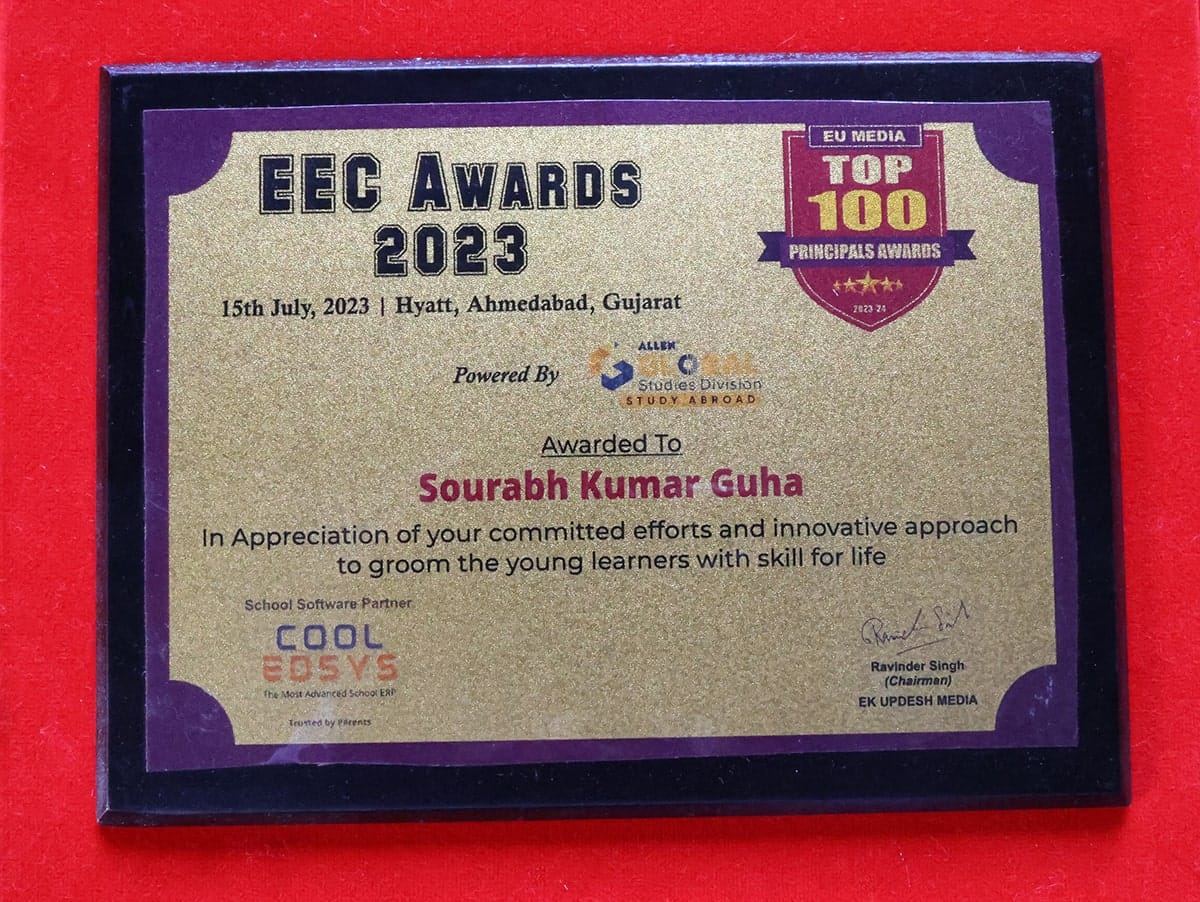 EEC AWARDS
2023
15th July, 2023 | Hyatt, Ahmedabad, Gujarat
EU MEDIA
TOP
100
PRINCIPALS AWARDS
2023-24
Powered By
ALLEN
GLOBAL
Studies Division
STUDY ABROAD
Awarded To
Sourabh Kumar Guha
In Appreciation of your committed efforts and innovative approach
to groom the young learners with skill for life
School Software Partner
COOL
EDSYS
The Most Advanced School ERP
Trusted by Parents
Ravinder Singh
(Chairman)
EK UPDESH MEDIA